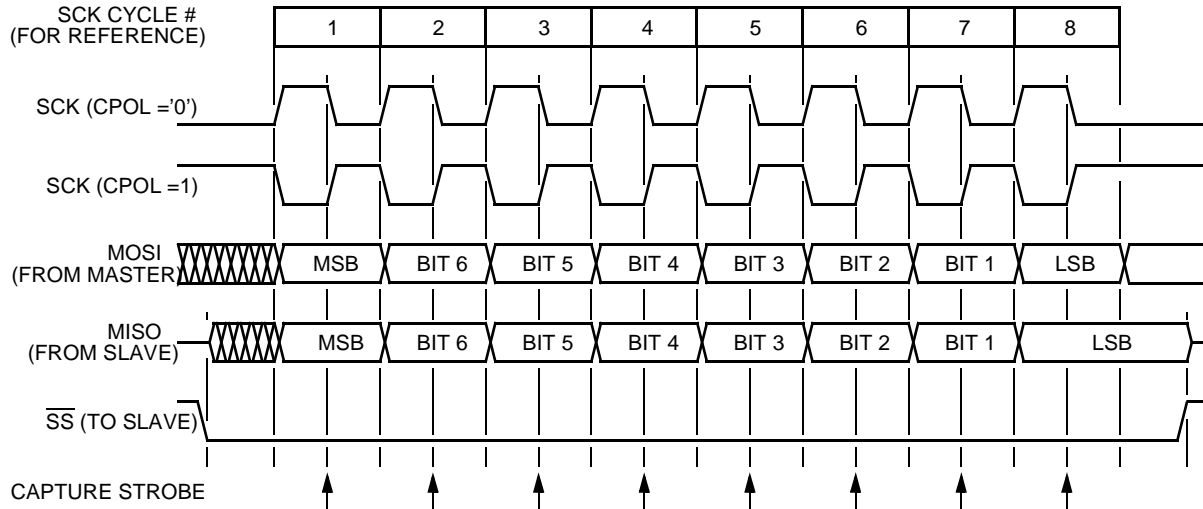 SCK CYCLE #
(FOR REFERENCE)
1 2 3 4 5 6 7 8
SCK (CPOL ='0')
SCK (CPOL =1)
MOSI
(FROM MASTER)
MSB BIT 6 BIT 5 BIT 4 BIT 3 BIT 2 BIT 1 LSB
MISO
(FROM SLAVE)
MSB BIT 6 BIT 5 BIT 4 BIT 3 BIT 2 BIT 1 LSB
S̅S̅ (TO SLAVE)
CAPTURE STROBE